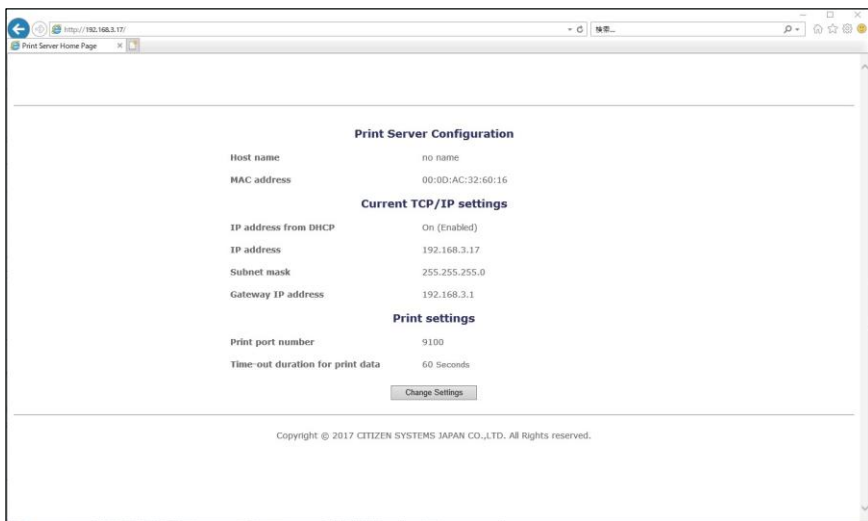 http://192.168.3.17/
検索...
Print Server Home Page
Print Server Configuration
Host name no name
MAC address 00:0D:AC:32:60:16
Current TCP/IP settings
IP address from DHCP On (Enabled)
IP address 192.168.3.17
Subnet mask 255.255.255.0
Gateway IP address 192.168.3.1
Print settings
Print port number 9100
Time-out duration for print data 60 Seconds
Change Settings
Copyright © 2017 CITIZEN SYSTEMS JAPAN CO.,LTD. All Rights reserved.